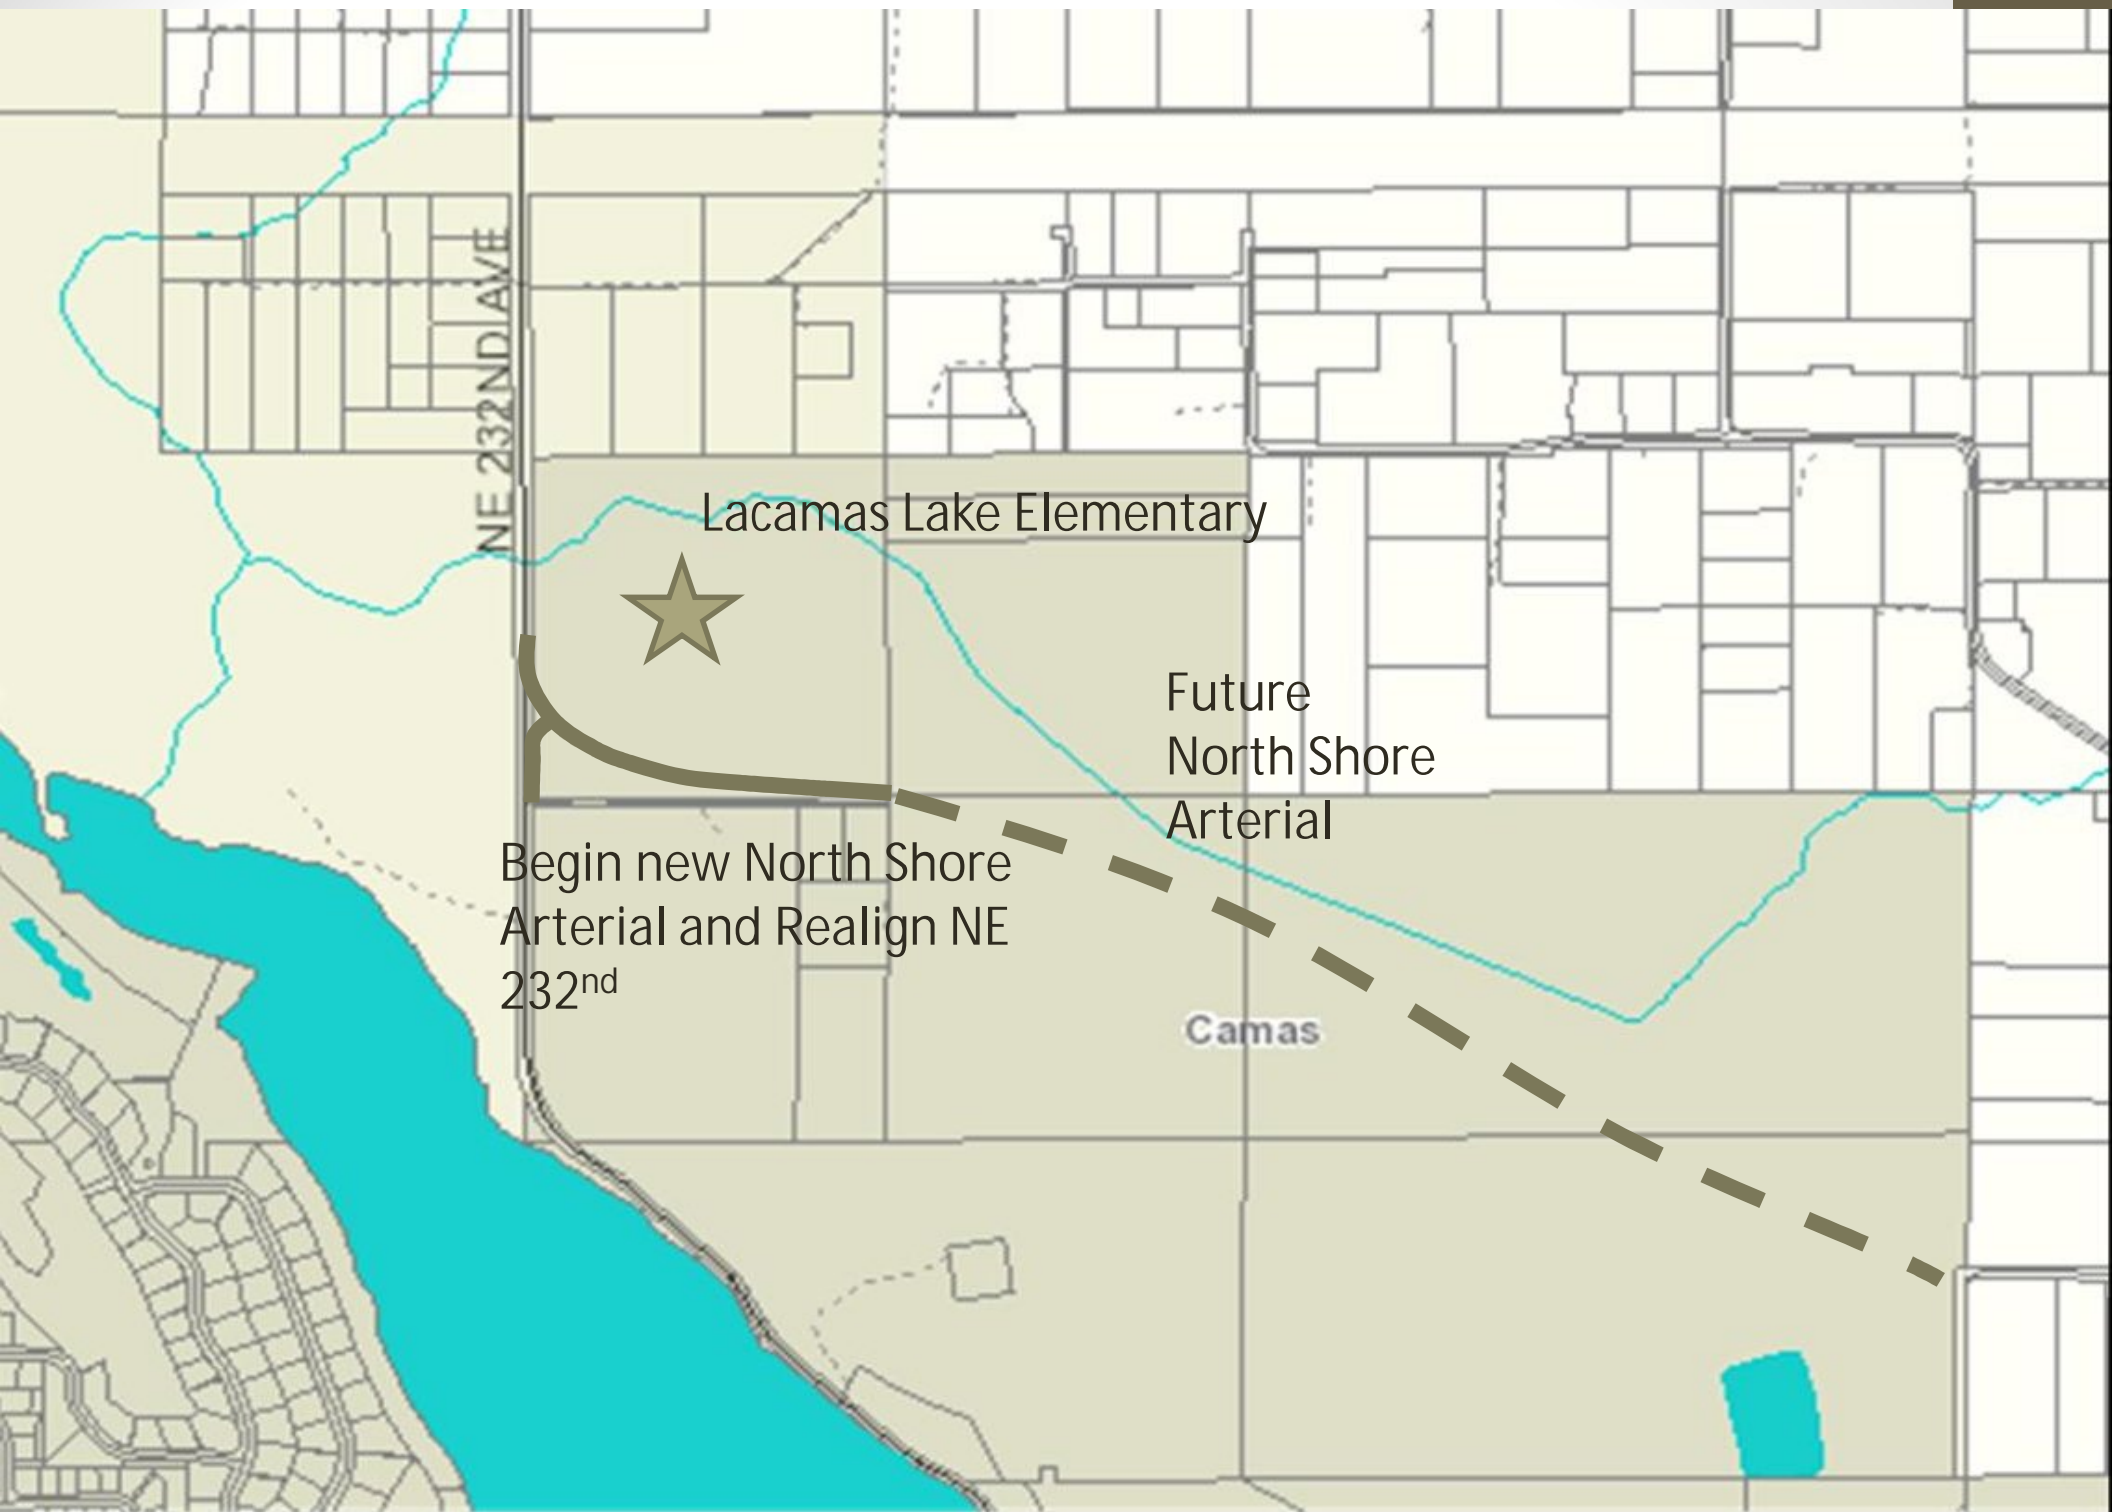 NE 232ND AVE
Lacamas Lake Elementary
Future
North Shore
Arterial
Begin new North Shore
Arterial and Realign NE
232nd
Camas